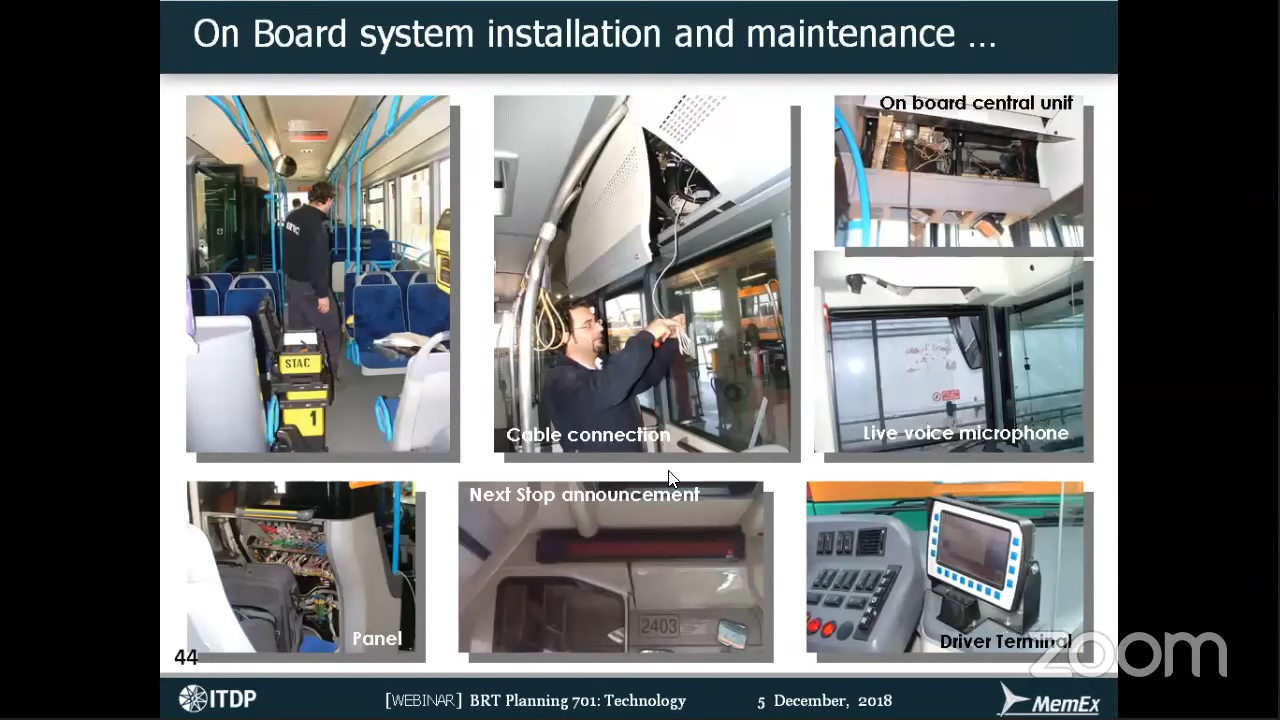 On Board system installation and maintenance ...
On board central unit
STAC
1
Cable connection
Live voice microphone
Next Stop announcement
2403
Panel
Driver Terminal
44
zoom
ITDP
[WEBINAR] BRT Planning 701: Technology
5 December, 2018
MemEx